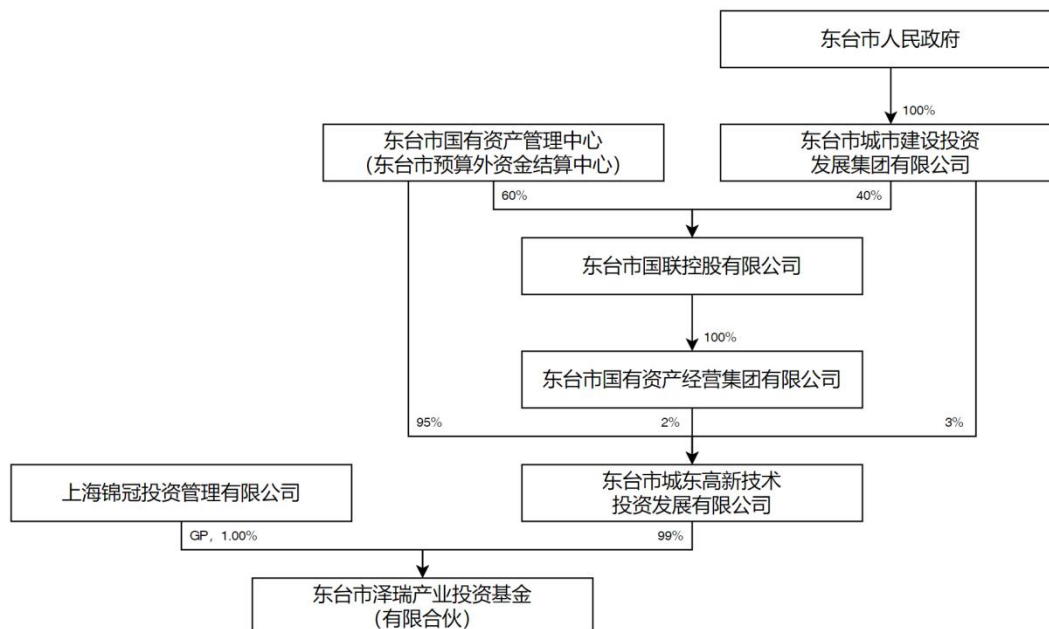 东台市人民政府
100%
东台市国有资产管理中心
（东台市预算外资金结算中心）
东台市城市建设投资
发展集团有限公司
60%
40%
东台市国联控股有限公司
100%
东台市国有资产经营集团有限公司
95%
2%
3%
上海锦冠投资管理有限公司
东台市城东高新技术
投资发展有限公司
GP，1.00%
99%
东台市泽瑞产业投资基金
（有限合伙）